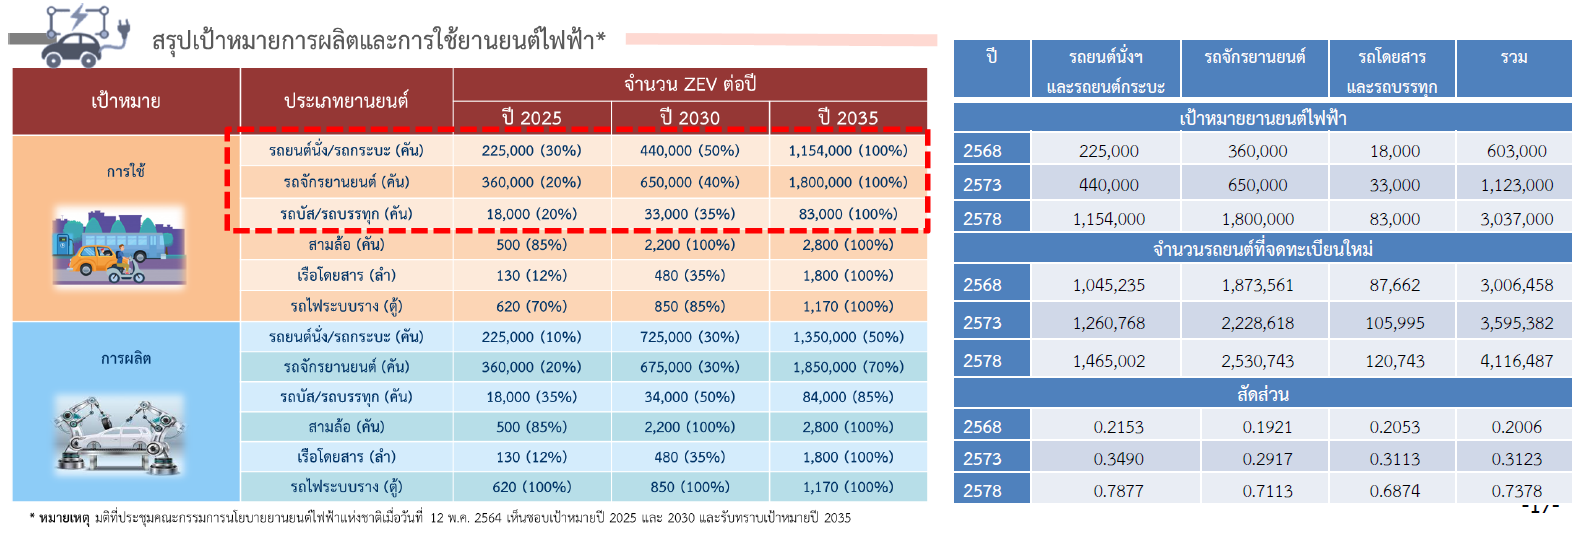 สรุปเป้าหมายการผลิตและการใช้ยานยนต์ไฟฟ้า*
เป้าหมาย ประเภทยานยนต์ จำนวน ZEV ต่อปี
ปี 2025 ปี 2030 ปี 2035
การใช้
รถยนต์นั่ง/รถกระบะ (คัน) 225,000 (30%) 440,000 (50%) 1,154,000 (100%)
รถจักรยานยนต์ (คัน) 360,000 (20%) 650,000 (40%) 1,800,000 (100%)
รถบัส/รถบรรทุก (คัน) 18,000 (20%) 33,000 (35%) 83,000 (100%)
สามล้อ (คัน) 500 (85%) 2,200 (100%) 2,800 (100%)
เรือโดยสาร (ลำ) 130 (12%) 480 (35%) 1,800 (100%)
รถไฟระบบราง (ตู้) 620 (70%) 850 (85%) 1,170 (100%)
การผลิต
รถยนต์นั่ง/รถกระบะ (คัน) 225,000 (10%) 725,000 (30%) 1,350,000 (50%)
รถจักรยานยนต์ (คัน) 360,000 (20%) 675,000 (30%) 1,850,000 (70%)
รถบัส/รถบรรทุก (คัน) 18,000 (35%) 34,000 (50%) 84,000 (85%)
สามล้อ (คัน) 500 (85%) 2,200 (100%) 2,800 (100%)
เรือโดยสาร (ลำ) 130 (12%) 480 (35%) 1,800 (100%)
รถไฟระบบราง (ตู้) 620 (100%) 850 (100%) 1,170 (100%)
* หมายเหตุ มติที่ประชุมคณะกรรมการนโยบายยานยนต์ไฟฟ้าแห่งชาติเมื่อวันที่ 12 พ.ค. 2564 เห็นชอบเป้าหมายปี 2025 และ 2030 และรับทราบเป้าหมายปี 2035
ปี รถยนต์นั่งฯ รถจักรยานยนต์ รถโดยสาร รวม
และรถยนต์กระบะ และรถบรรทุก
เป้าหมายยานยนต์ไฟฟ้า
2568 225,000 360,000 18,000 603,000
2573 440,000 650,000 33,000 1,123,000
2578 1,154,000 1,800,000 83,000 3,037,000
จำนวนรถยนต์ที่จดทะเบียนใหม่
2568 1,045,235 1,873,561 87,662 3,006,458
2573 1,260,768 2,228,618 105,995 3,595,382
2578 1,465,002 2,530,743 120,743 4,116,487
สัดส่วน
2568 0.2153 0.1921 0.2053 0.2006
2573 0.3490 0.2917 0.3113 0.3123
2578 0.7877 0.7113 0.6874 0.7378
-17-